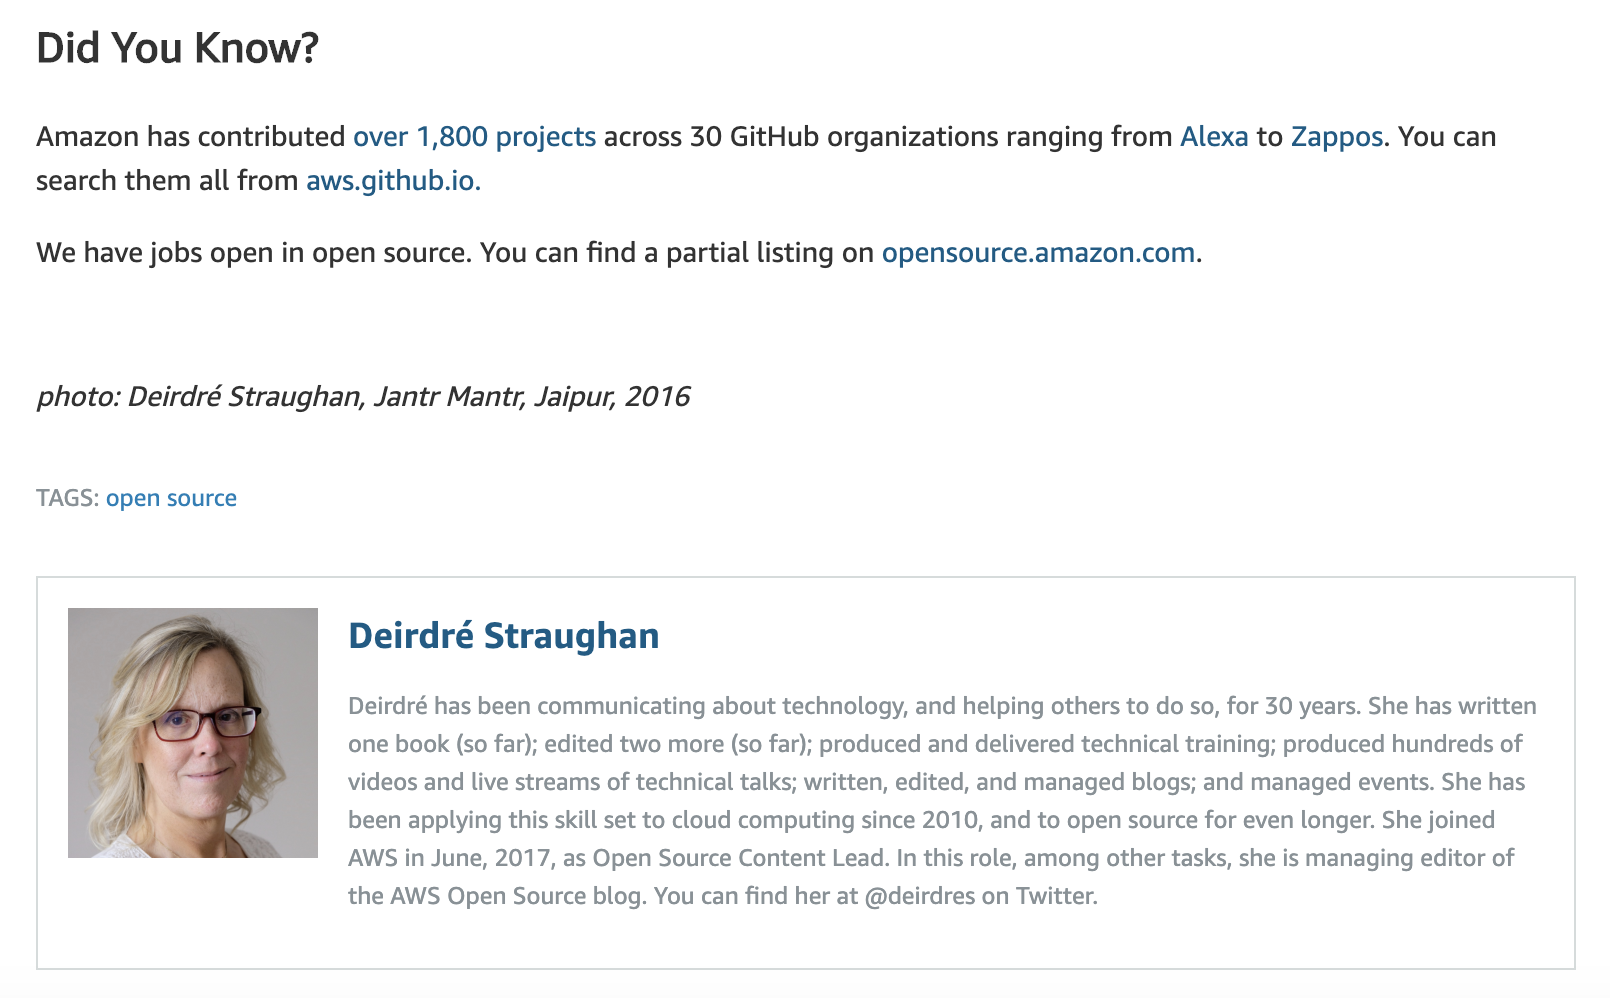 Did You Know?
Amazon has contributed over 1,800 projects across 30 GitHub organizations ranging from Alexa to Zappos. You can
search them all from aws.github.io.
We have jobs open in open source. You can find a partial listing on opensource.amazon.com.
photo: Deirdré Straughan, Jantr Mantr, Jaipur, 2016
TAGS: open source
Deirdré Straughan
Deirdré has been communicating about technology, and helping others to do so, for 30 years. She has written
one book (so far); edited two more (so far); produced and delivered technical training; produced hundreds of
videos and live streams of technical talks; written, edited, and managed blogs; and managed events. She has
been applying this skill set to cloud computing since 2010, and to open source for even longer. She joined
AWS in June, 2017, as Open Source Content Lead. In this role, among other tasks, she is managing editor of
the AWS Open Source blog. You can find her at @deirdres on Twitter.